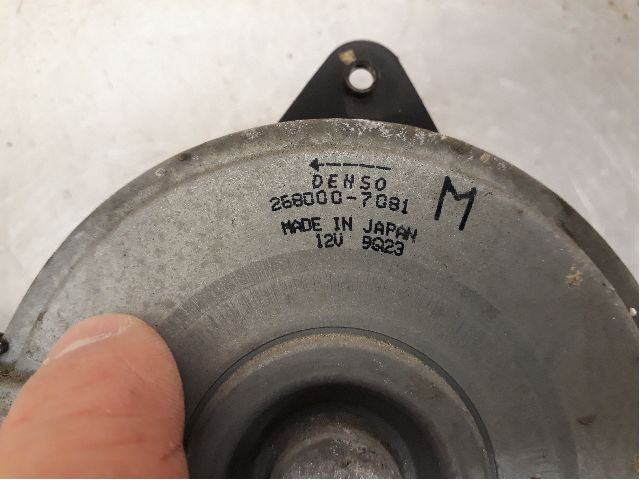 DENSO
268000-7081
M
MADE IN JAPAN
12V 9Q23